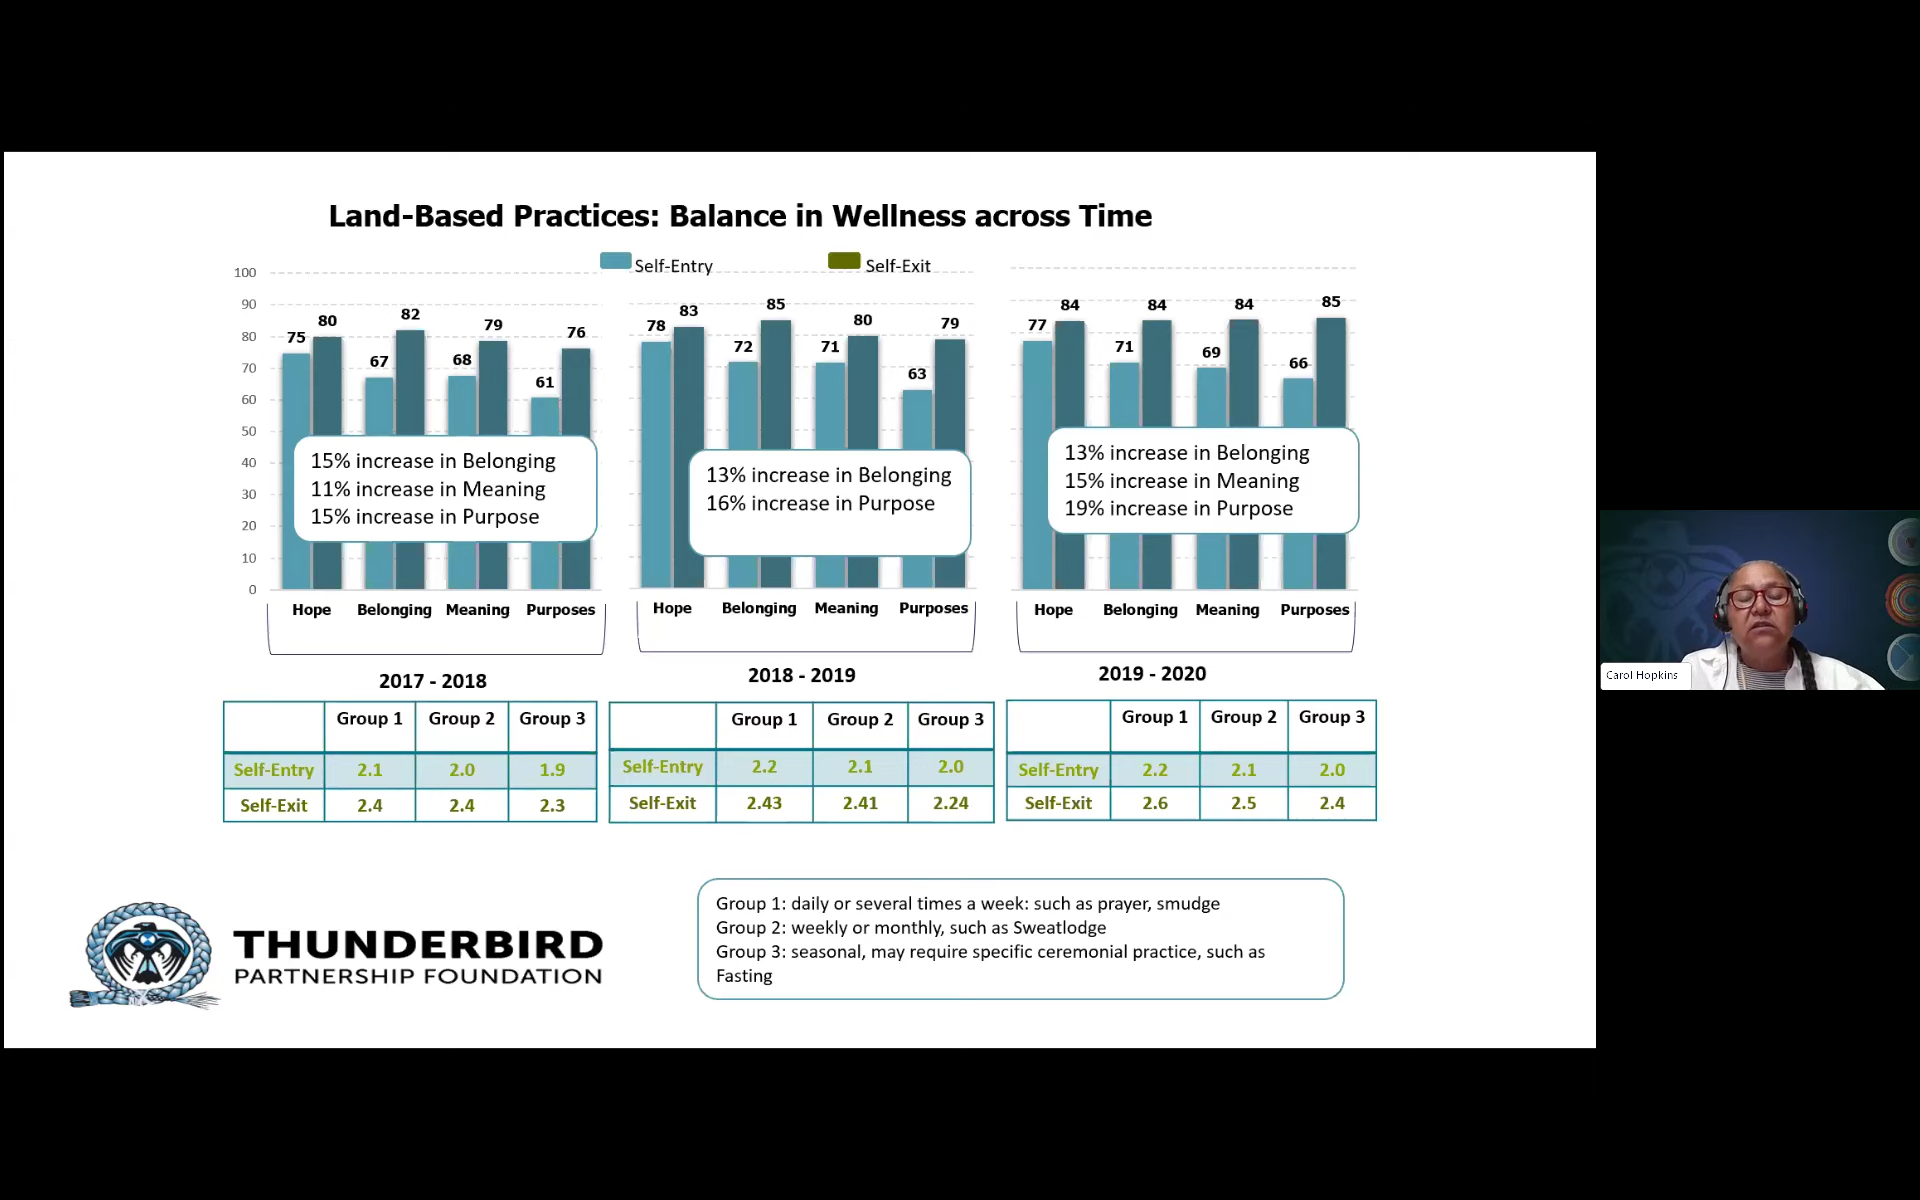 Land-Based Practices: Balance in Wellness across Time
Self-Entry Self-Exit
100
90
80
70
60
50
40
30
20
10
0
75 80 67 82 68 79 61 76
15% increase in Belonging
11% increase in Meaning
15% increase in Purpose
Hope Belonging Meaning Purposes
2017 - 2018
78 83 72 85 71 80 63 79
13% increase in Belonging
16% increase in Purpose
Hope Belonging Meaning Purposes
2018 - 2019
77 84 71 84 69 84 66 85
13% increase in Belonging
15% increase in Meaning
19% increase in Purpose
Hope Belonging Meaning Purposes
2019 - 2020
Group 1 Group 2 Group 3
Self-Entry 2.1 2.0 1.9
Self-Exit 2.4 2.4 2.3
Group 1 Group 2 Group 3
Self-Entry 2.2 2.1 2.0
Self-Exit 2.43 2.41 2.24
Group 1 Group 2 Group 3
Self-Entry 2.2 2.1 2.0
Self-Exit 2.6 2.5 2.4
THUNDERBIRD
PARTNERSHIP FOUNDATION
Group 1: daily or several times a week: such as prayer, smudge
Group 2: weekly or monthly, such as Sweatlodge
Group 3: seasonal, may require specific ceremonial practice, such as
Fasting
Carol Hopkins